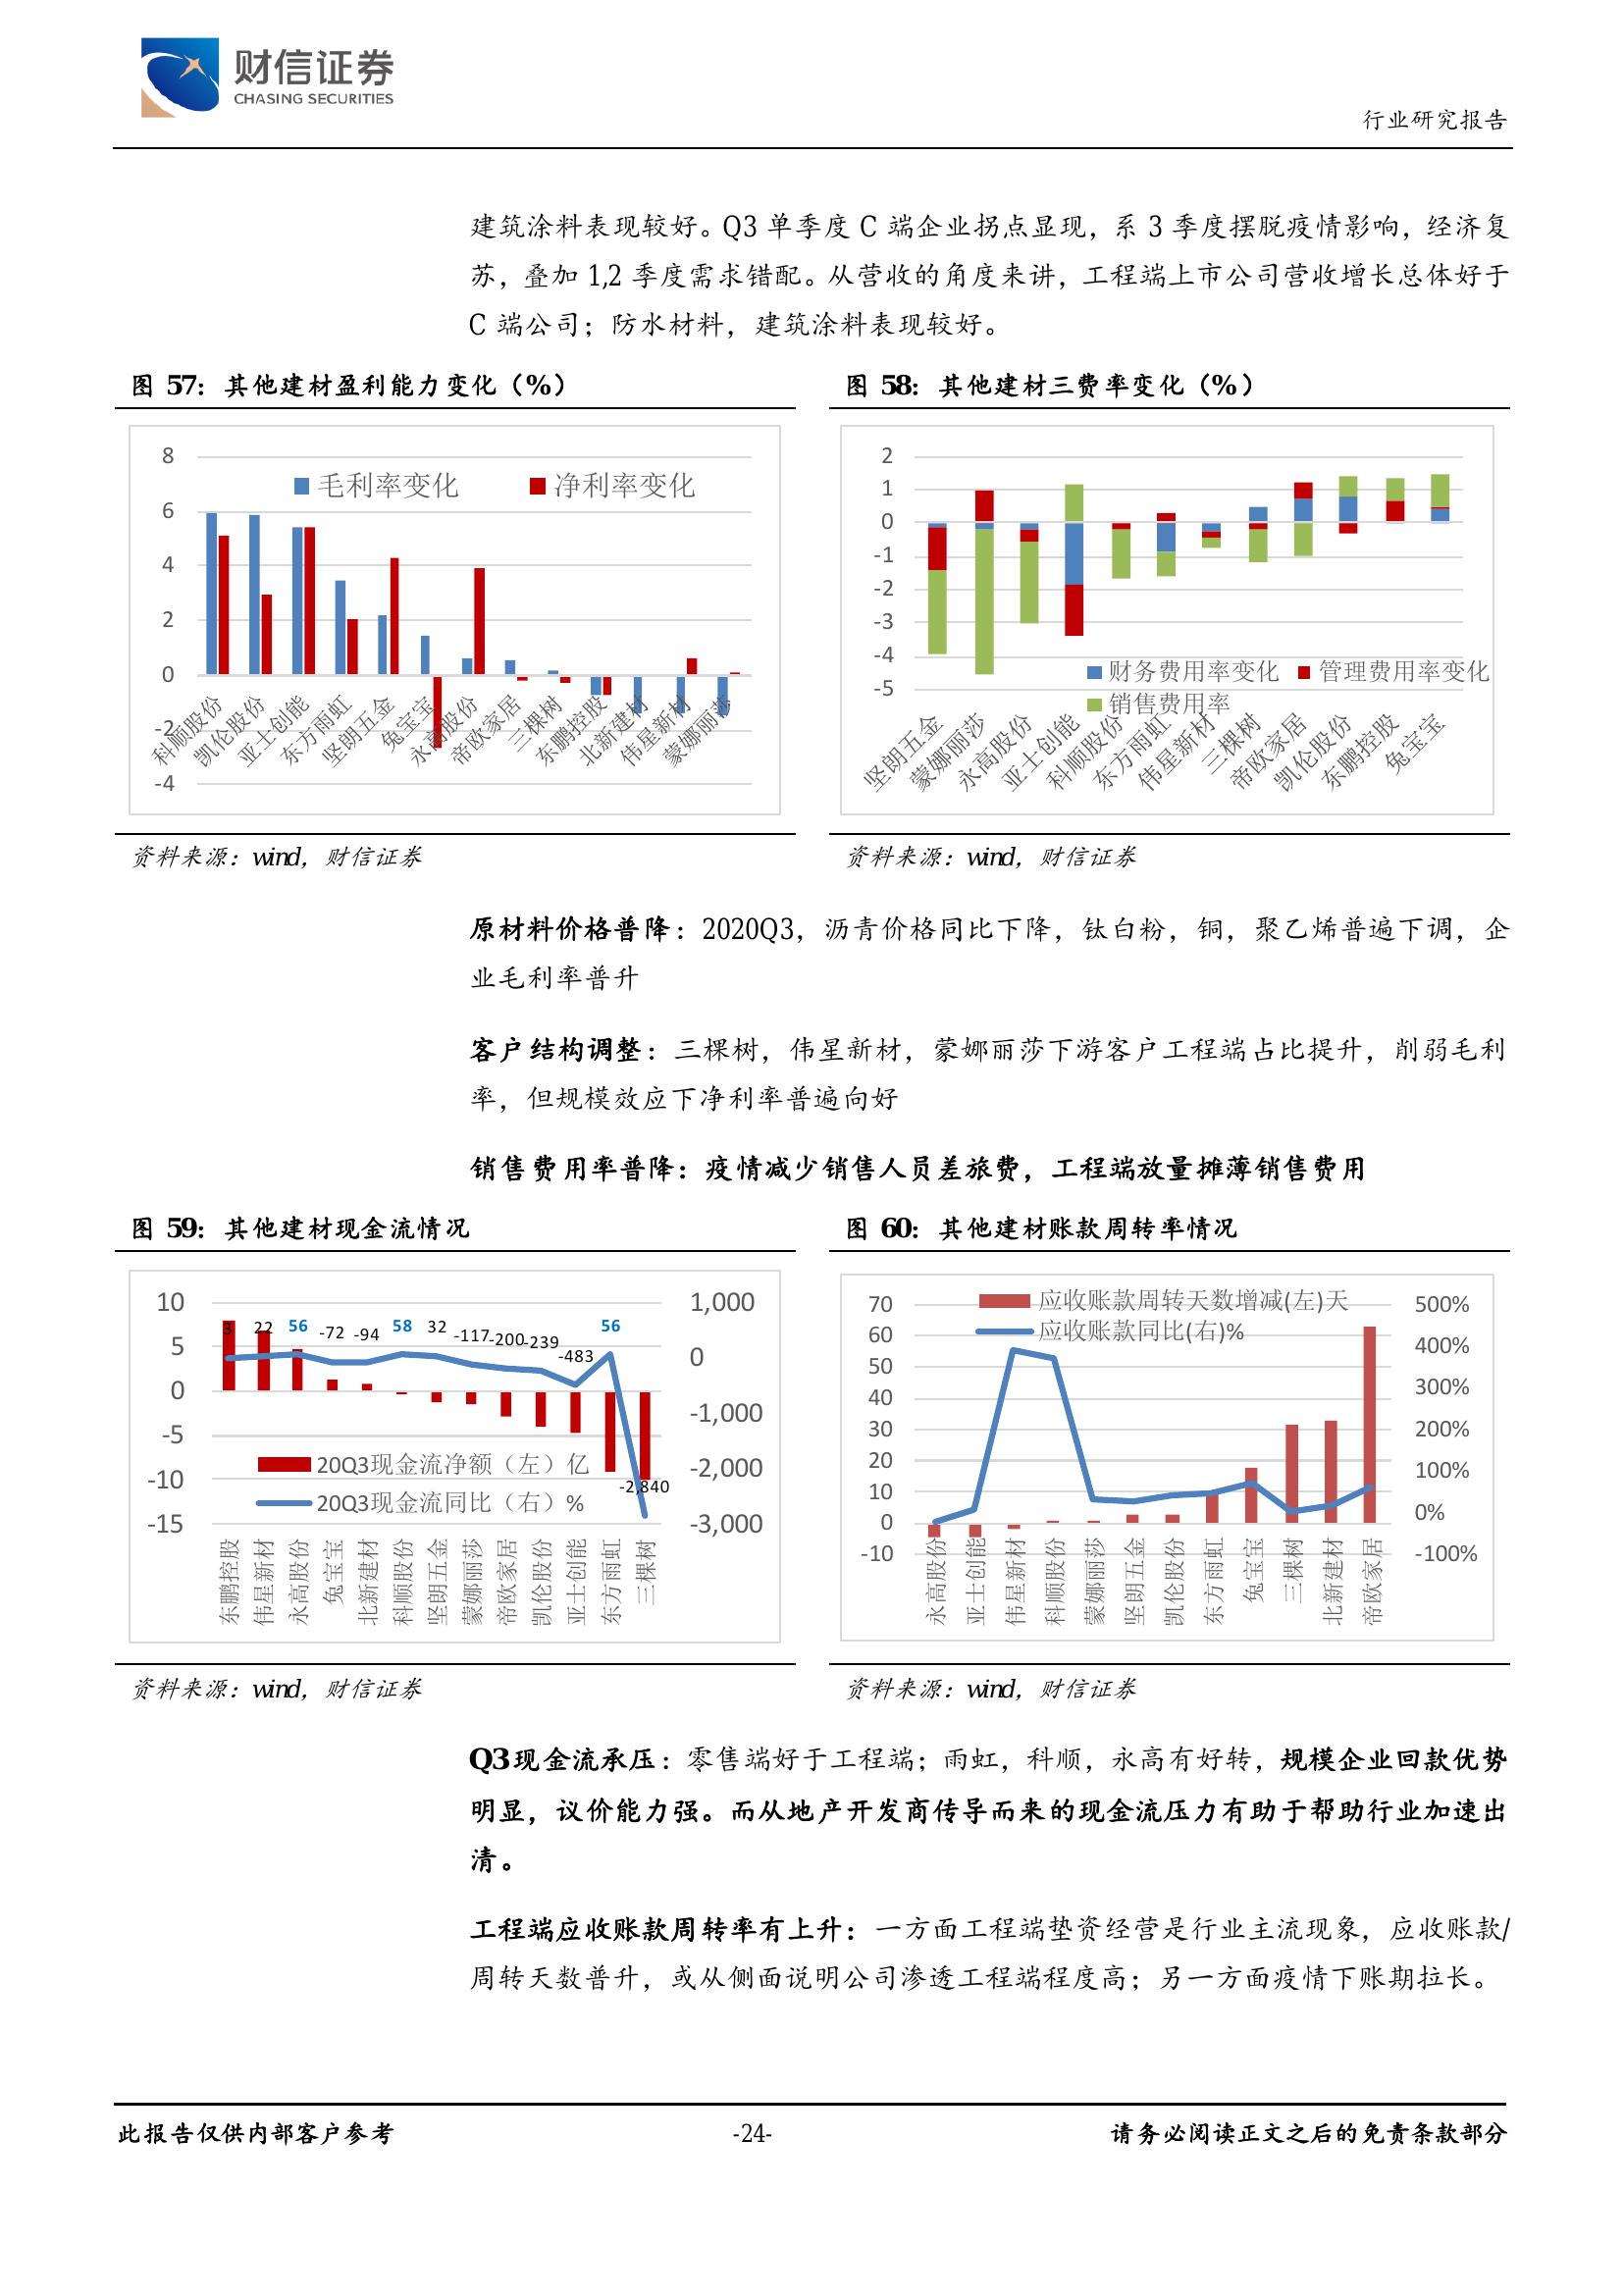 财信证券
CHASING SECURITIES
行业研究报告
建筑涂料表现较好。Q3 单季度 C 端企业拐点显现，系 3 季度摆脱疫情影响，经济复
苏，叠加 1,2 季度需求错配。从营收的角度来讲，工程端上市公司营收增长总体好于
C 端公司；防水材料，建筑涂料表现较好。
图 57：其他建材盈利能力变化（%）
8
6
4
2
0
-2
-4
毛利率变化 净利率变化
科顺股份 凯伦股份 亚士创能 东方雨虹 坚朗五金 兔宝宝 永高股份 帝欧家居 三棵树 东鹏控股 北新建材 伟星新材 蒙娜丽莎
资料来源：wind，财信证券
图 58：其他建材三费率变化（%）
2
1
0
-1
-2
-3
-4
-5
财务费用率变化 管理费用率变化
销售费用率
坚朗五金 蒙娜丽莎 永高股份 亚士创能 科顺股份 东方雨虹 伟星新材 三棵树 帝欧家居 凯伦股份 东鹏控股 兔宝宝
资料来源：wind，财信证券
原材料价格普降：2020Q3，沥青价格同比下降，钛白粉，铜，聚乙烯普遍下调，企
业毛利率普升
客户结构调整：三棵树，伟星新材，蒙娜丽莎下游客户工程端占比提升，削弱毛利
率，但规模效应下净利率普遍向好
销售费用率普降：疫情减少销售人员差旅费，工程端放量摊薄销售费用
图 59：其他建材现金流情况
10
5
0
-5
-10
-15
1,000
0
-1,000
-2,000
-3,000
3 22 56 -72 -94 58 32 -117 -200 -239 -483 56 -2,840
20Q3现金流净额（左）亿
20Q3现金流同比（右）%
东鹏控股 伟星新材 永高股份 兔宝宝 北新建材 科顺股份 坚朗五金 蒙娜丽莎 帝欧家居 凯伦股份 亚士创能 东方雨虹 三棵树
资料来源：wind，财信证券
图 60：其他建材账款周转率情况
70
60
50
40
30
20
10
0
-10
500%
400%
300%
200%
100%
0%
-100%
应收账款周转天数增减(左)天
应收账款同比(右)%
永高股份 亚士创能 伟星新材 科顺股份 蒙娜丽莎 坚朗五金 凯伦股份 东方雨虹 兔宝宝 三棵树 北新建材 帝欧家居
资料来源：wind，财信证券
Q3现金流承压：零售端好于工程端；雨虹，科顺，永高有好转，规模企业回款优势
明显，议价能力强。而从地产开发商传导而来的现金流压力有助于帮助行业加速出
清。
工程端应收账款周转率有上升：一方面工程端垫资经营是行业主流现象，应收账款/
周转天数普升，或从侧面说明公司渗透工程端程度高；另一方面疫情下账期拉长。
此报告仅供内部客户参考
-24-
请务必阅读正文之后的免责条款部分